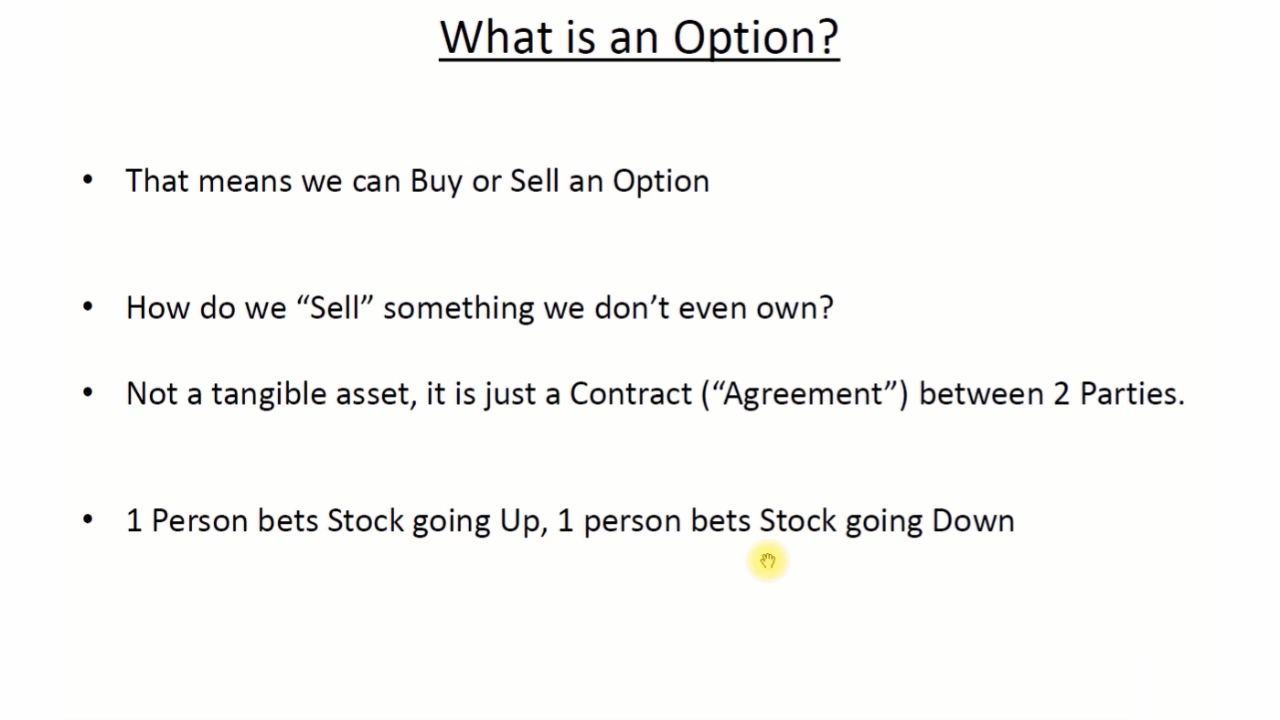 What is an Option?
• That means we can Buy or Sell an Option
• How do we “Sell” something we don’t even own?
• Not a tangible asset, it is just a Contract (“Agreement”) between 2 Parties.
• 1 Person bets Stock going Up, 1 person bets Stock going Down